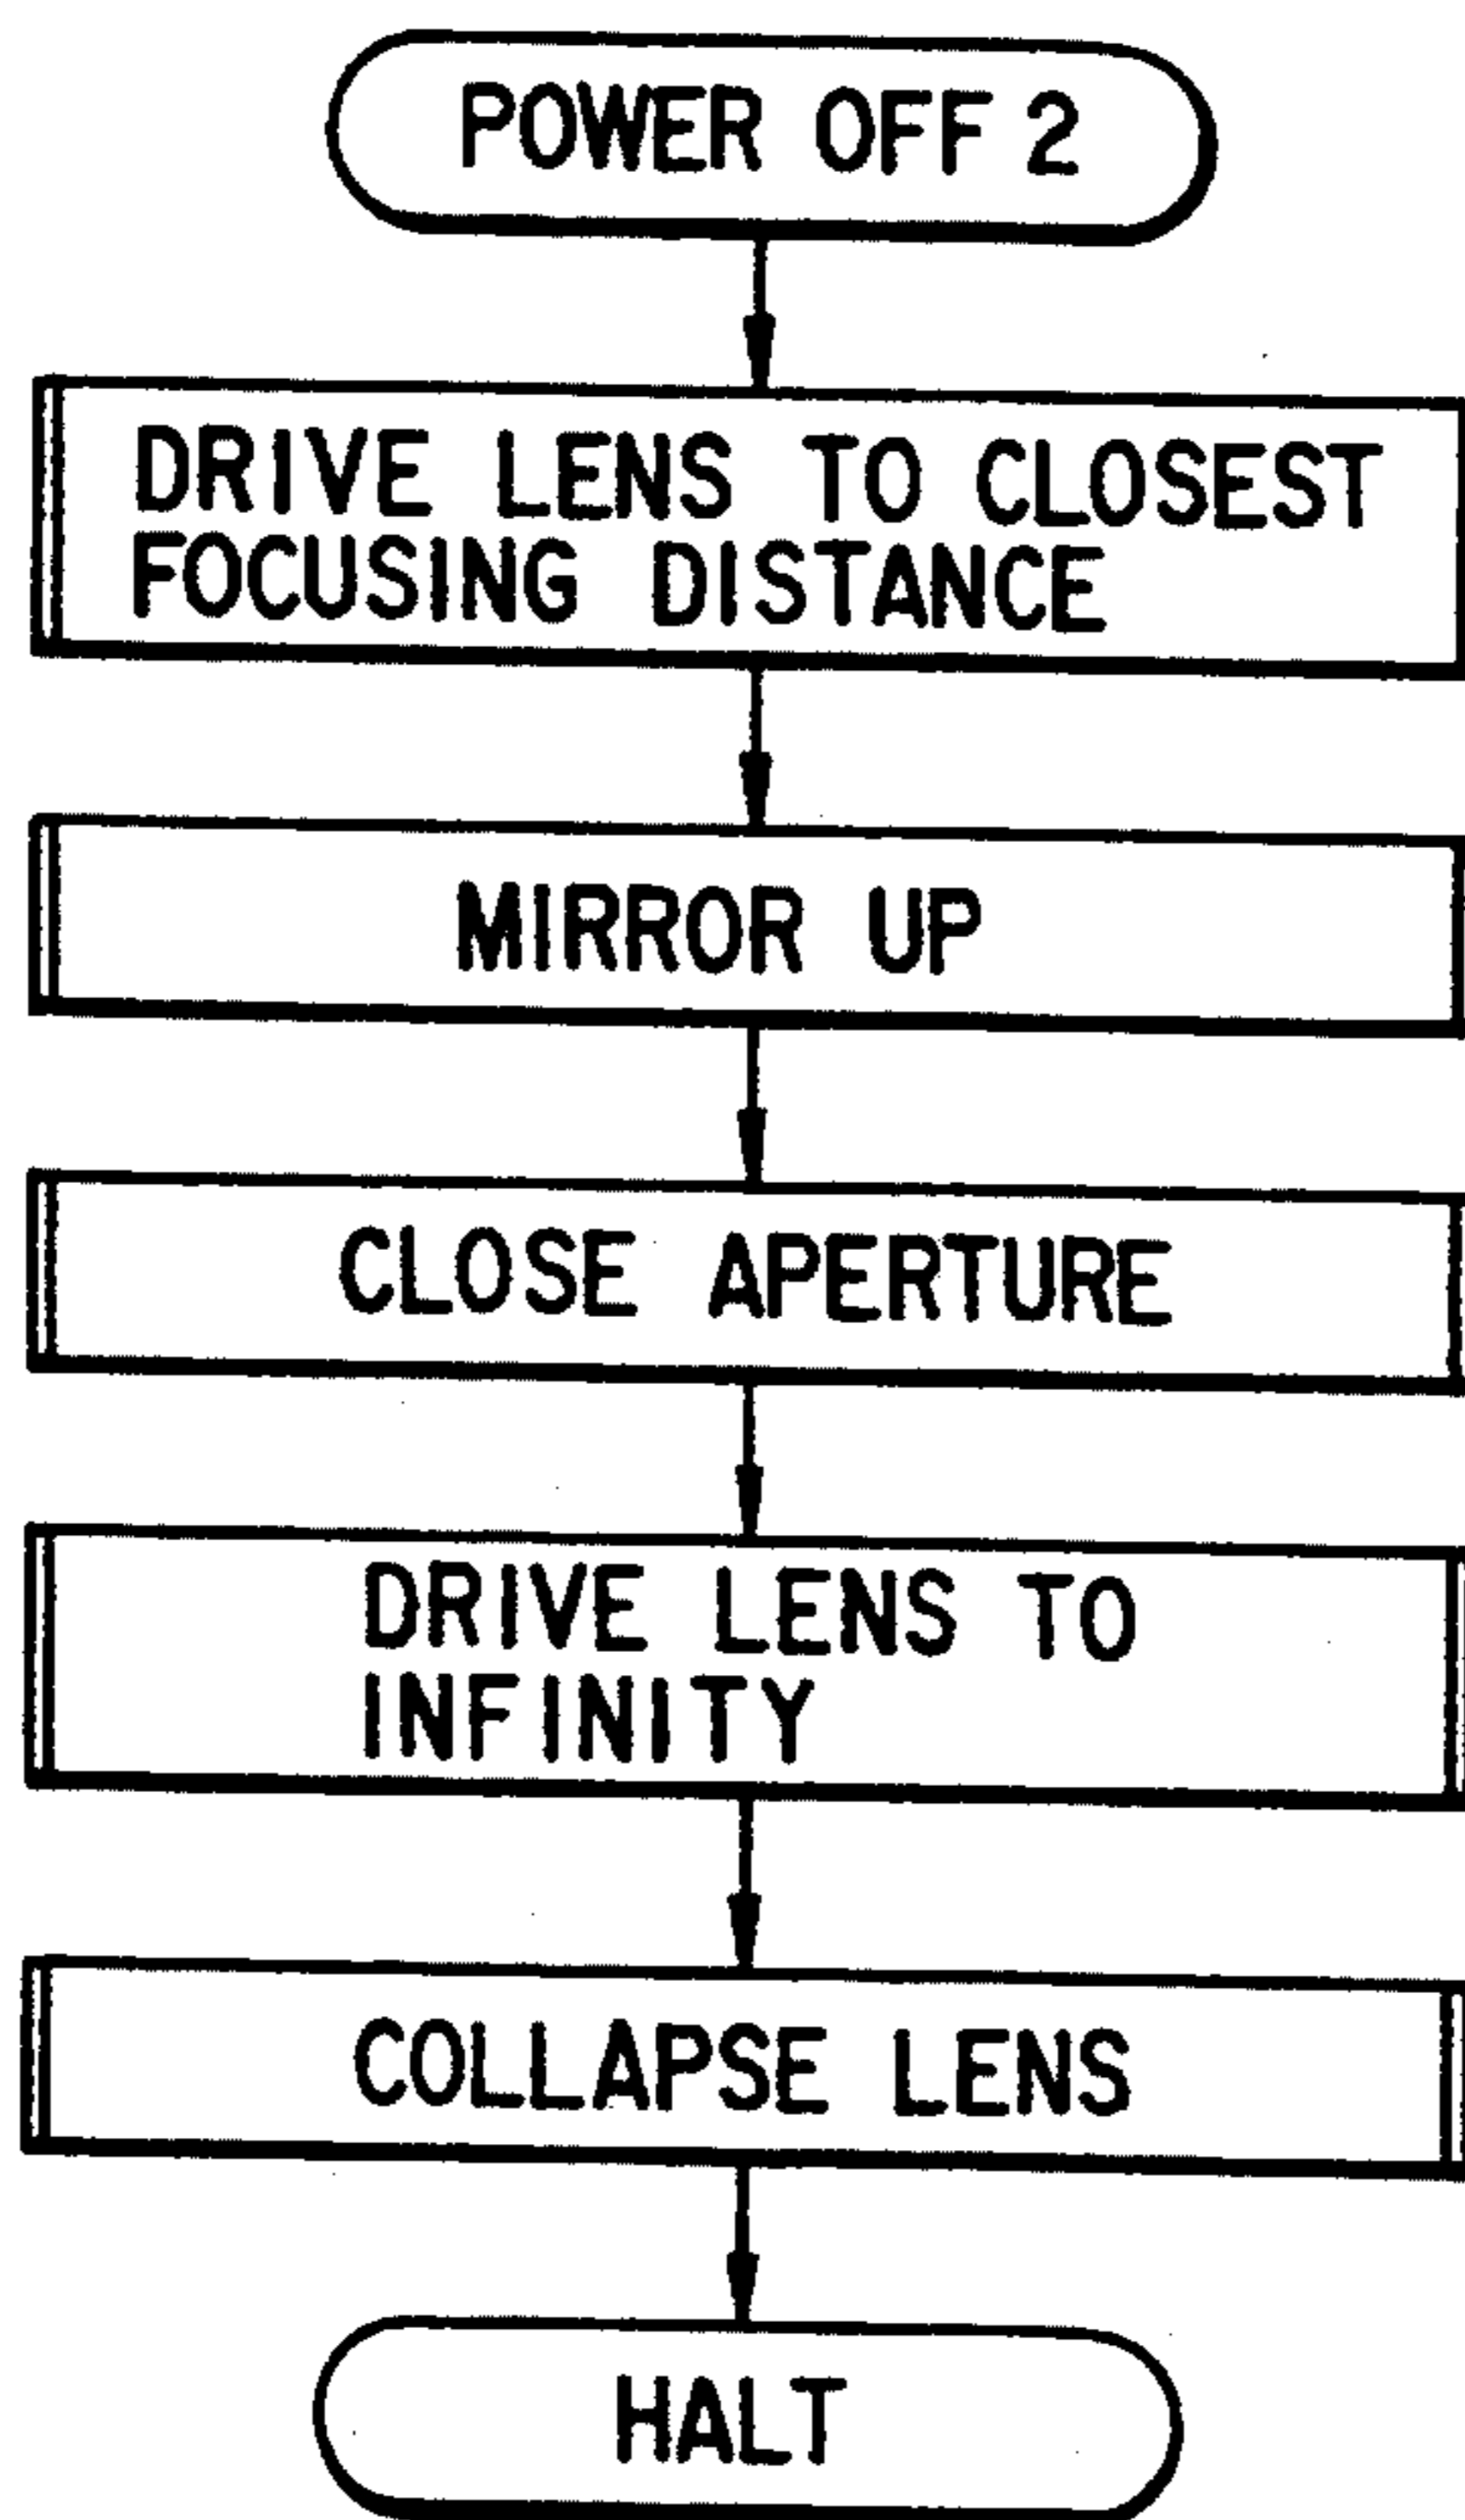 POWER OFF 2
DRIVE LENS TO CLOSEST
FOCUSING DISTANCE
MIRROR UP
CLOSE APERTURE
DRIVE LENS TO
INFINITY
COLLAPSE LENS
HALT